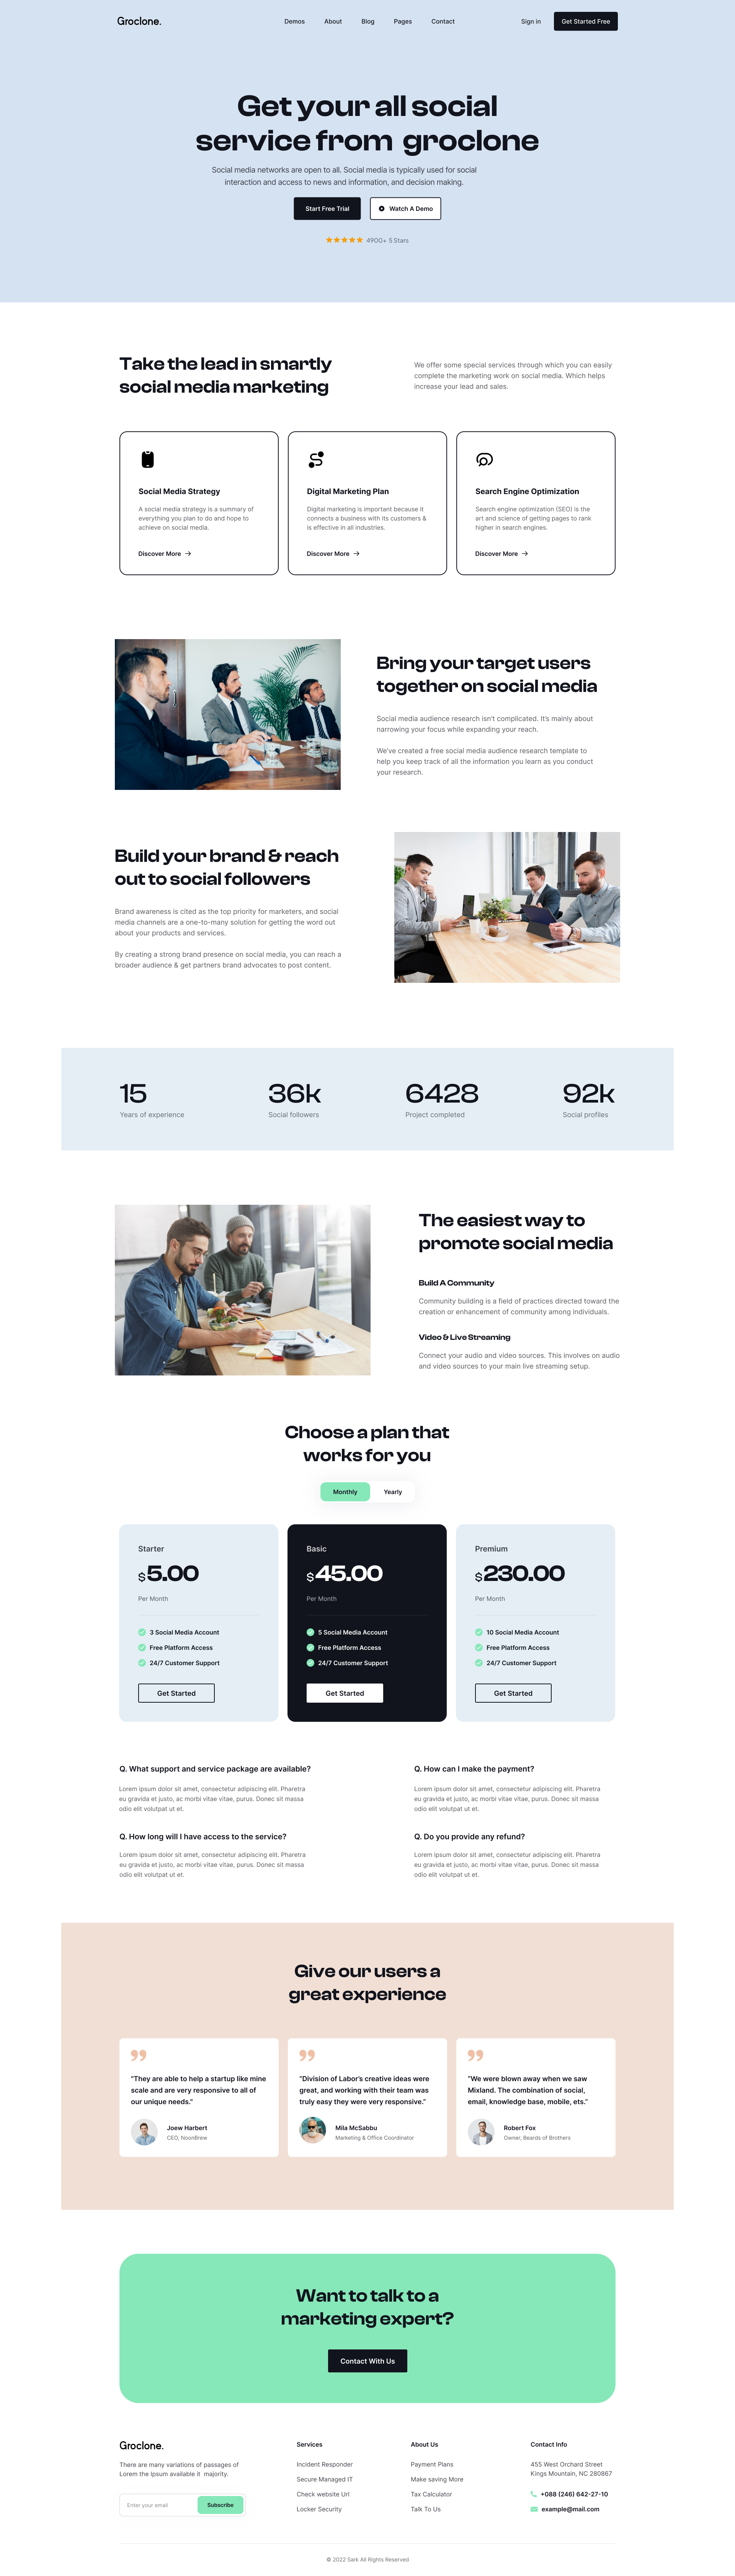 Groclone.
Demos
About
Blog
Pages
Contact
Sign in
Get Started Free
Get your all social
service from groclone
Social media networks are open to all. Social media is typically used for social
interaction and access to news and information, and decision making.
Start Free Trial
Watch A Demo
4900+ 5 Stars
Take the lead in smartly
social media marketing
We offer some special services through which you can easily
complete the marketing work on social media. Which helps
increase your lead and sales.
Social Media Strategy
A social media strategy is a summary of
everything you plan to do and hope to
achieve on social media.
Discover More
Digital Marketing Plan
Digital marketing is important because it
connects a business with its customers &
is effective in all industries.
Discover More
Search Engine Optimization
Search engine optimization (SEO) is the
art and science of getting pages to rank
higher in search engines.
Discover More
Bring your target users
together on social media
Social media audience research isn't complicated. It's mainly about
narrowing your focus while expanding your reach.
We've created a free social media audience research template to
help you keep track of all the information you learn as you conduct
your research.
Build your brand & reach
out to social followers
Brand awareness is cited as the top priority for marketers, and social
media channels are a one-to-many solution for getting the word out
about your products and services.
By creating a strong brand presence on social media, you can reach a
broader audience & get partners brand advocates to post content.
15
Years of experience
36k
Social followers
6428
Project completed
92k
Social profiles
The easiest way to
promote social media
Build A Community
Community building is a field of practices directed toward the
creation or enhancement of community among individuals.
Video & Live Streaming
Connect your audio and video sources. This involves on audio
and video sources to your main live streaming setup.
Choose a plan that
works for you
Monthly
Yearly
Starter
$5.00
Per Month
3 Social Media Account
Free Platform Access
24/7 Customer Support
Get Started
Basic
$45.00
Per Month
5 Social Media Account
Free Platform Access
24/7 Customer Support
Get Started
Premium
$230.00
Per Month
10 Social Media Account
Free Platform Access
24/7 Customer Support
Get Started
Q. What support and service package are available?
Lorem ipsum dolor sit amet, consectetur adipiscing elit. Pharetra
eu gravida et justo, ac morbi vitae vitae, purus. Donec sit massa
odio elit volutpat ut et.
Q. How can I make the payment?
Lorem ipsum dolor sit amet, consectetur adipiscing elit. Pharetra
eu gravida et justo, ac morbi vitae vitae, purus. Donec sit massa
odio elit volutpat ut et.
Q. How long will I have access to the service?
Lorem ipsum dolor sit amet, consectetur adipiscing elit. Pharetra
eu gravida et justo, ac morbi vitae vitae, purus. Donec sit massa
odio elit volutpat ut et.
Q. Do you provide any refund?
Lorem ipsum dolor sit amet, consectetur adipiscing elit. Pharetra
eu gravida et justo, ac morbi vitae vitae, purus. Donec sit massa
odio elit volutpat ut et.
Give our users a
great experience
"They are able to help a startup like mine
scale and are very responsive to all of
our unique needs."
Joew Harbert
CEO, NoonBrew
"Division of Labor's creative ideas were
great, and working with their team was
truly easy they were very responsive."
Mila McSabbu
Marketing & Office Coordinator
"We were blown away when we saw
Mixland. The combination of social,
email, knowledge base, mobile, ets."
Robert Fox
Owner, Beards of Brothers
Want to talk to a
marketing expert?
Contact With Us
Groclone.
There are many variations of passages of
Lorem the Ipsum available it majority.
Enter your email
Subscribe
Services
Incident Responder
Secure Managed IT
Check website Url
Locker Security
About Us
Payment Plans
Make saving More
Tax Calculator
Talk To Us
Contact Info
455 West Orchard Street
Kings Mountain, NC 280867
+088 (246) 642-27-10
example@mail.com
© 2022 Sark All Rights Reserved